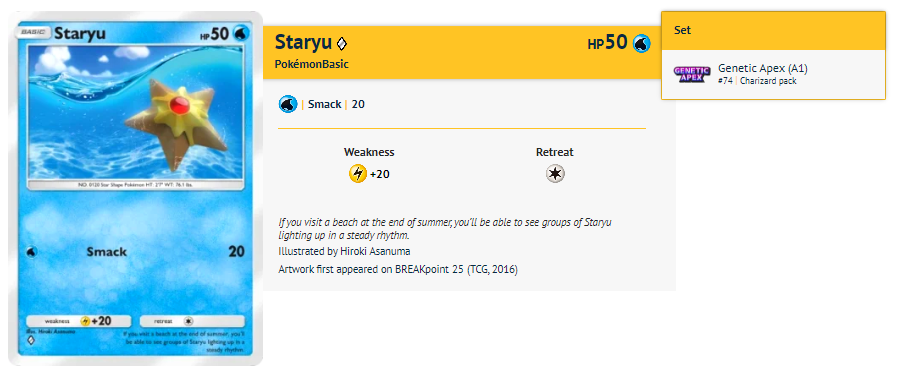 BASIC Staryu HP 50
NO. 0120 Star Shape Pokémon HT: 2'7" WT: 76.1 lbs.
Smack 20
weakness +20 retreat
illus. Hiroki Asanuma
If you visit a beach at the end of summer, you'll
be able to see groups of Staryu lighting up in a
steady rhythm.
Staryu HP 50
PokémonBasic
| Smack | 20
Weakness Retreat
+20
If you visit a beach at the end of summer, you'll be able to see groups of Staryu
lighting up in a steady rhythm.
Illustrated by Hiroki Asanuma
Artwork first appeared on BREAKpoint 25 (TCG, 2016)
Set
GENETIC
APEX
Genetic Apex (A1)
#74 | Charizard pack